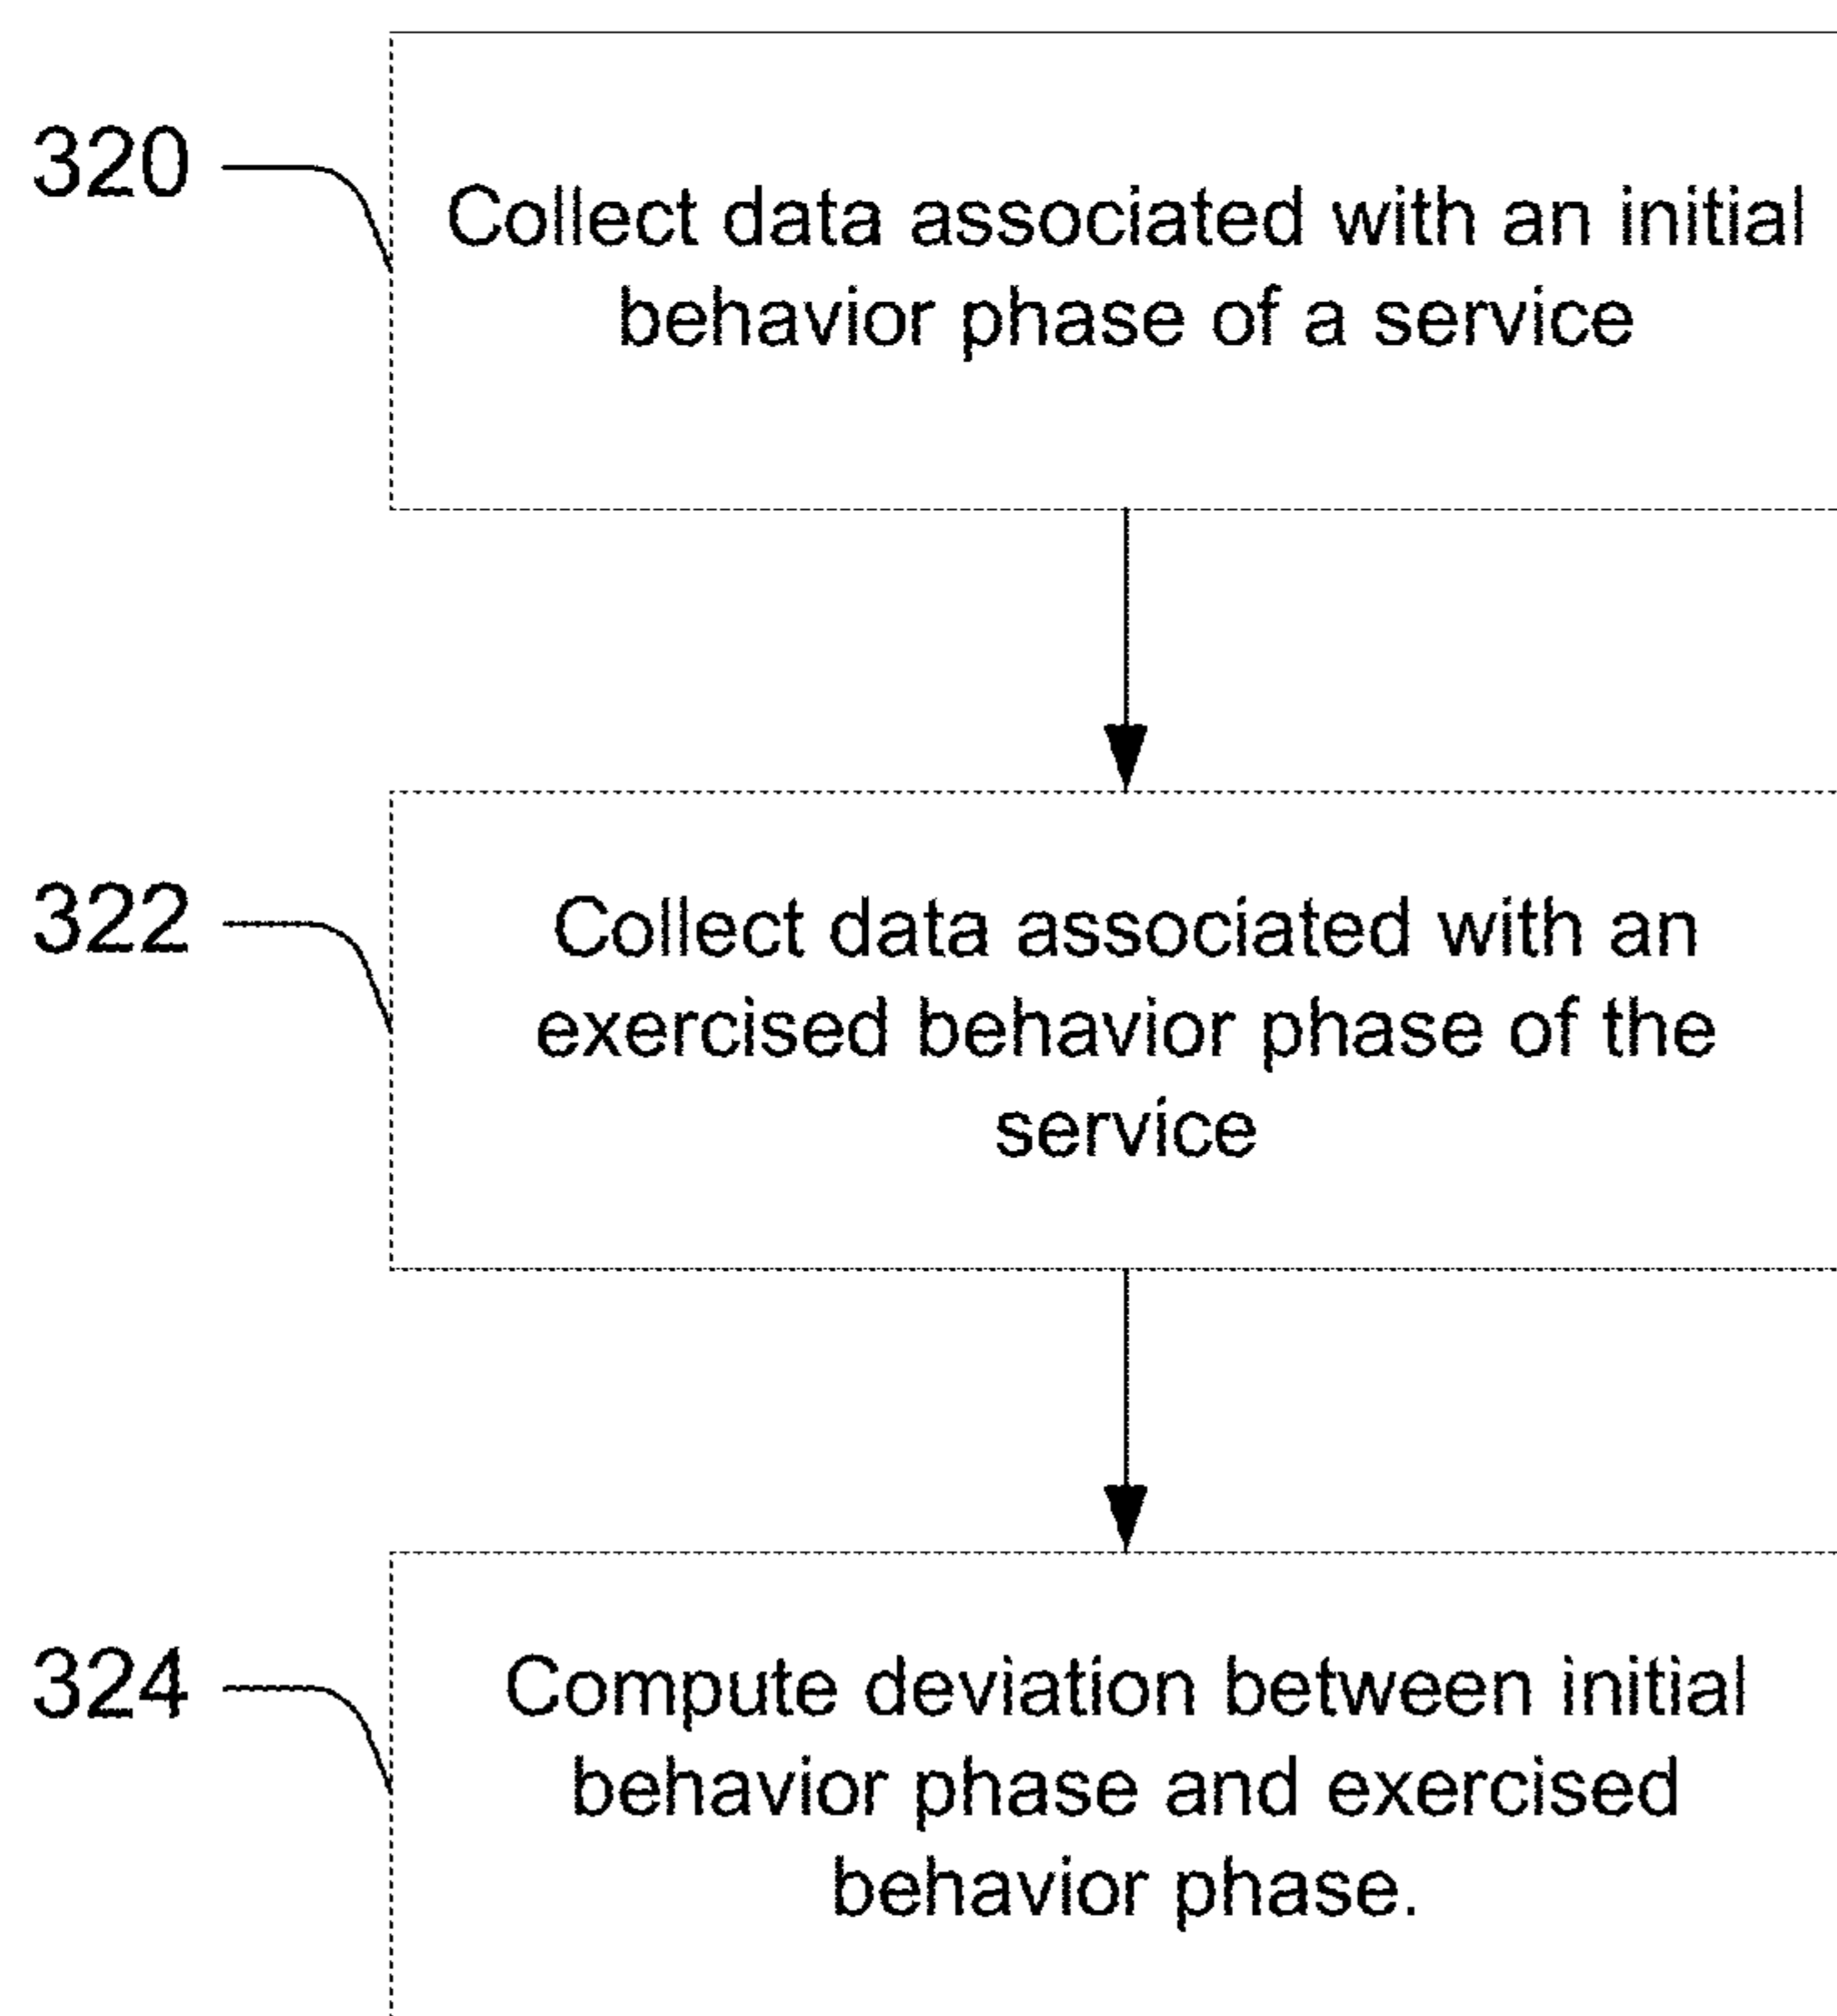 320
Collect data associated with an initial
behavior phase of a service
322
Collect data associated with an
exercised behavior phase of the
service
324
Compute deviation between initial
behavior phase and exercised
behavior phase.